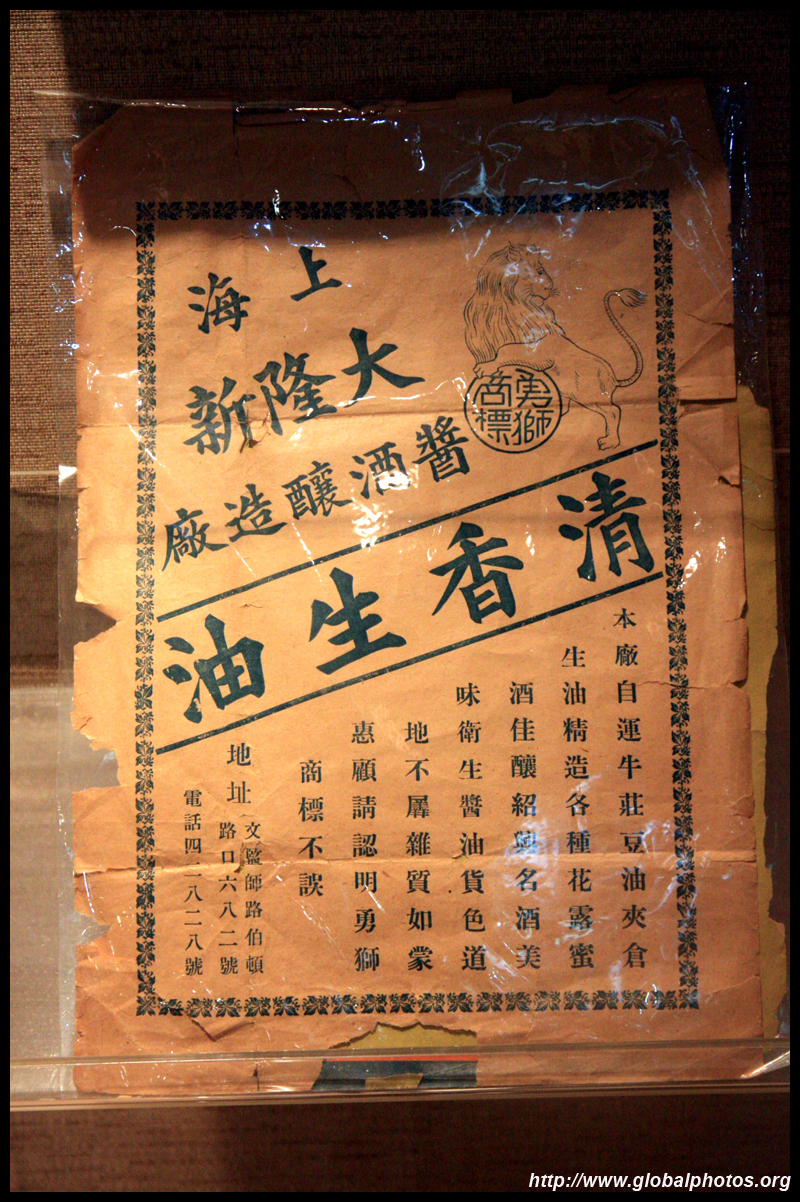 上海
大隆新
醬酒釀造廠
勇獅商標
清香生油
本廠自運牛莊豆油夾倉
生油精造各種花露蜜
酒佳釀紹興名酒美
味衛生醬油貨色道
地不羼雜質如蒙
惠顧請認明勇獅
商標不誤
地址 文監師路伯頓
路口六八二號
電話四二八二八號
http://www.globalphotos.org